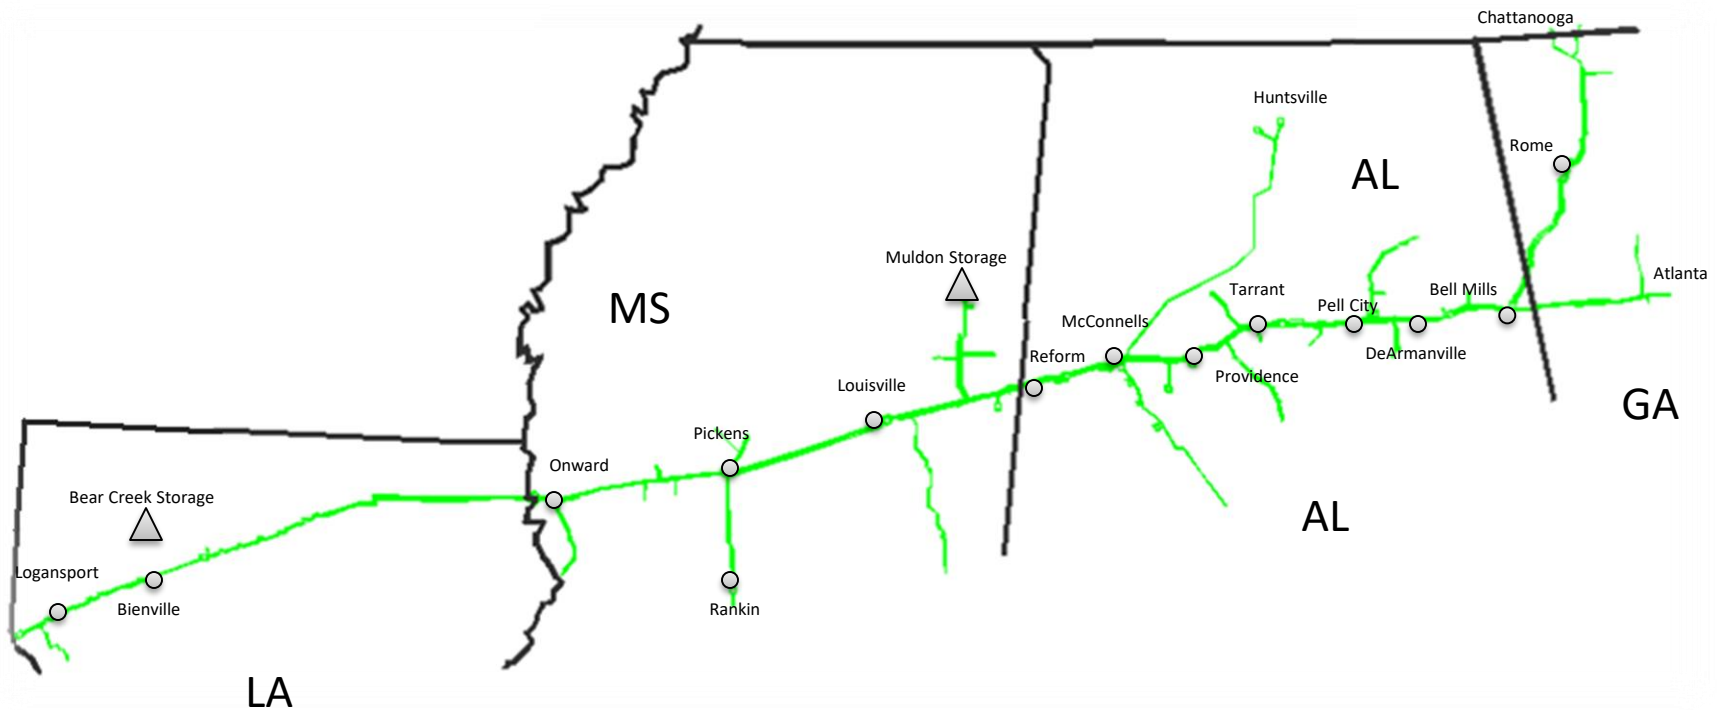 Chattanooga
Huntsville
Rome
AL
Muldon Storage
Atlanta
Tarrant
Bell Mills
Pell City
MS
McConnells
Reform
DeArmanville
Providence
Louisville
GA
Pickens
Onward
Bear Creek Storage
AL
Logansport
Bienville
Rankin
LA